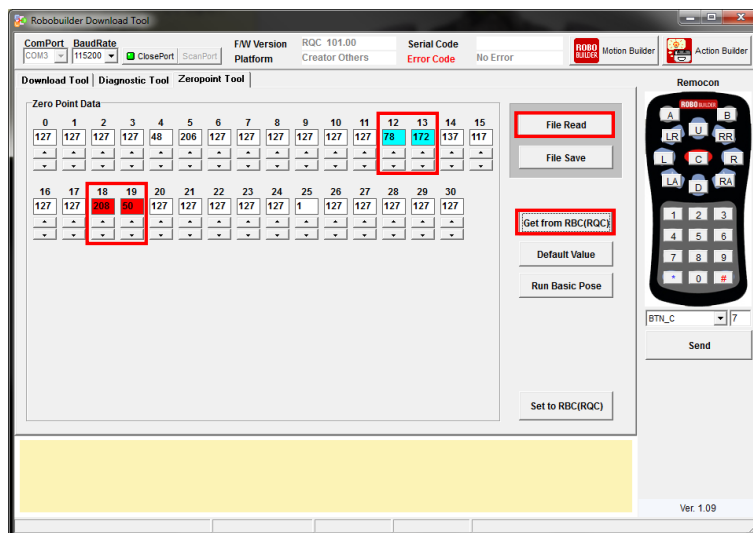 Robobuilder Download Tool
ComPort BaudRate
COM3 115200 ClosePort ScanPort
F/W Version RQC 101.00 Serial Code
Platform Creator Others Error Code No Error
ROBO BUILDER Motion Builder Action Builder
Download Tool Diagnostic Tool Zeropoint Tool
Zero Point Data
0 1 2 3 4 5 6 7 8 9 10 11 12 13 14 15
127 127 127 127 48 206 127 127 127 127 127 127 78 172 137 117
16 17 18 19 20 21 22 23 24 25 26 27 28 29 30
127 127 203 50 127 127 127 127 127 1 127 127 127 127 127
File Read
File Save
Get from RBC(RQC)
Default Value
Run Basic Pose
Set to RBC(RQC)
Remocon
ROBO BUILDER
A B
LR U RR
L C R
LA D RA
1 2 3
4 5 6
7 8 9
* 0 #
BTN_C 7
Send
Ver. 1.09